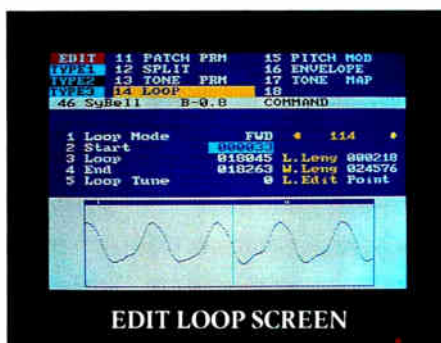 EDIT 11 PATCH PRM 15 PITCH MOD
TYPE1 12 SPLIT 16 ENVELOPE
TYPE2 13 TONE PRM 17 TONE MAP
TYPE3 14 LOOP 18
46 SyBell B-0.8 COMMAND
1 Loop Mode FWD 114
2 Start 000033
3 Loop 018045 L.Leng 000218
4 End 018263 W.Leng 024576
5 Loop Tune 0 L.Edit Point
EDIT LOOP SCREEN